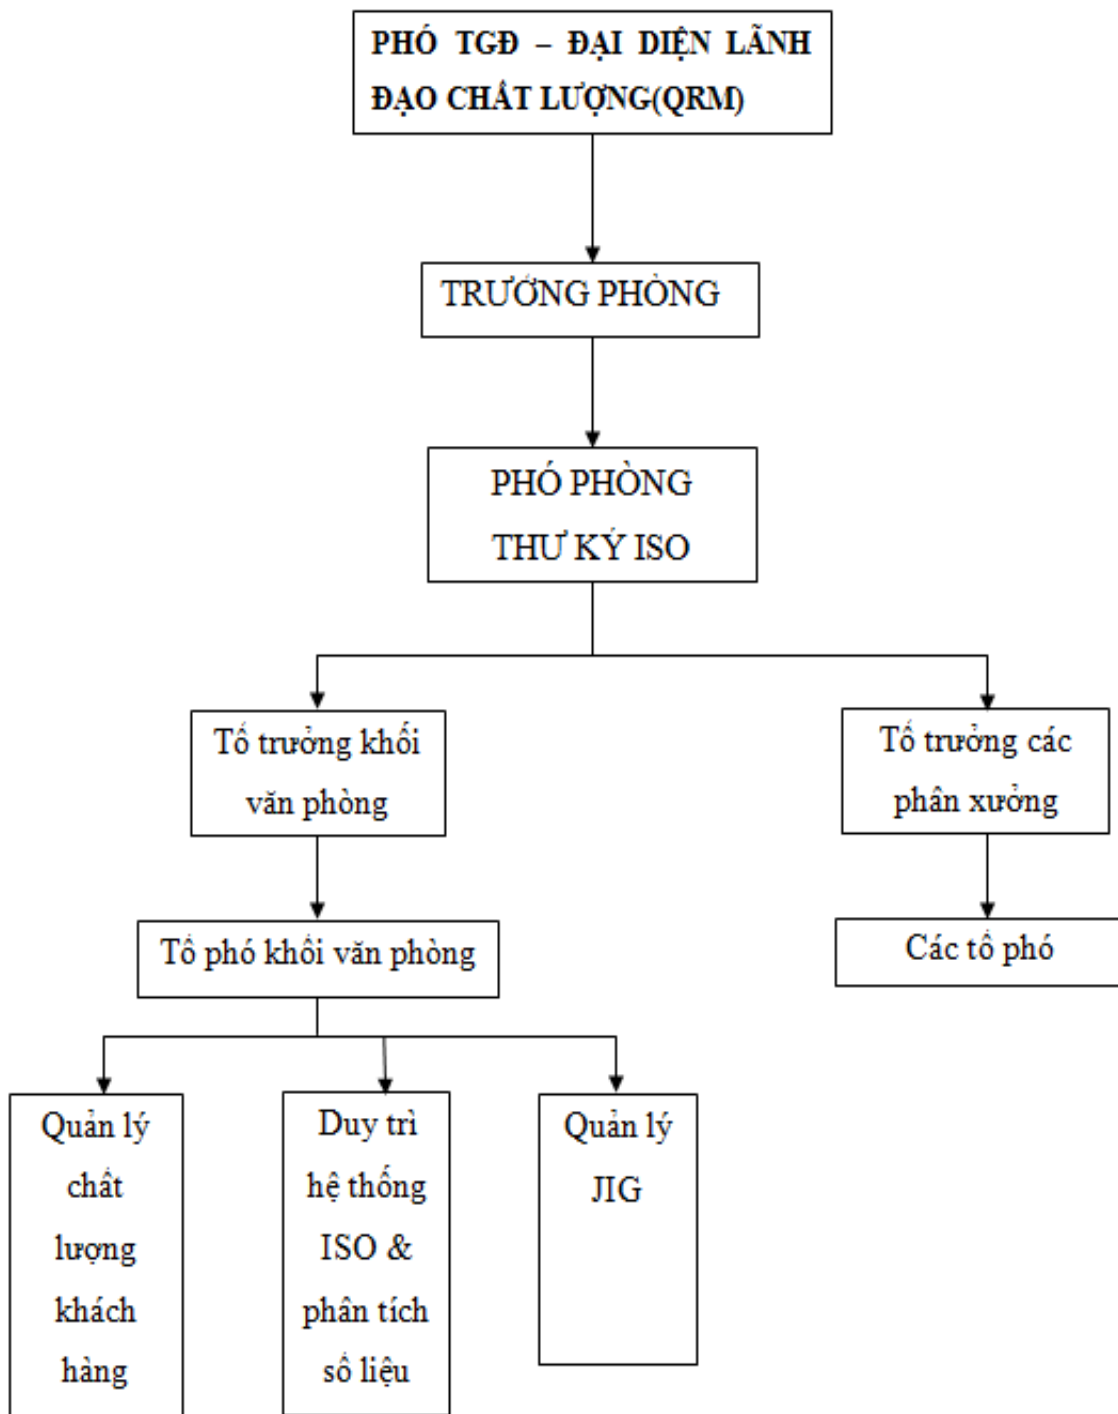 PHÓ TGĐ – ĐẠI DIỆN LÃNH
ĐẠO CHẤT LƯỢNG(QRM)
TRƯỞNG PHÒNG
PHÓ PHÒNG
THƯ KÝ ISO
Tổ trưởng khối
văn phòng
Tổ trưởng các
phân xưởng
Tổ phó khối văn phòng
Các tổ phó
Quản lý
chất
lượng
khách
hàng
Duy trì
hệ thống
ISO &
phân tích
số liệu
Quản lý
JIG